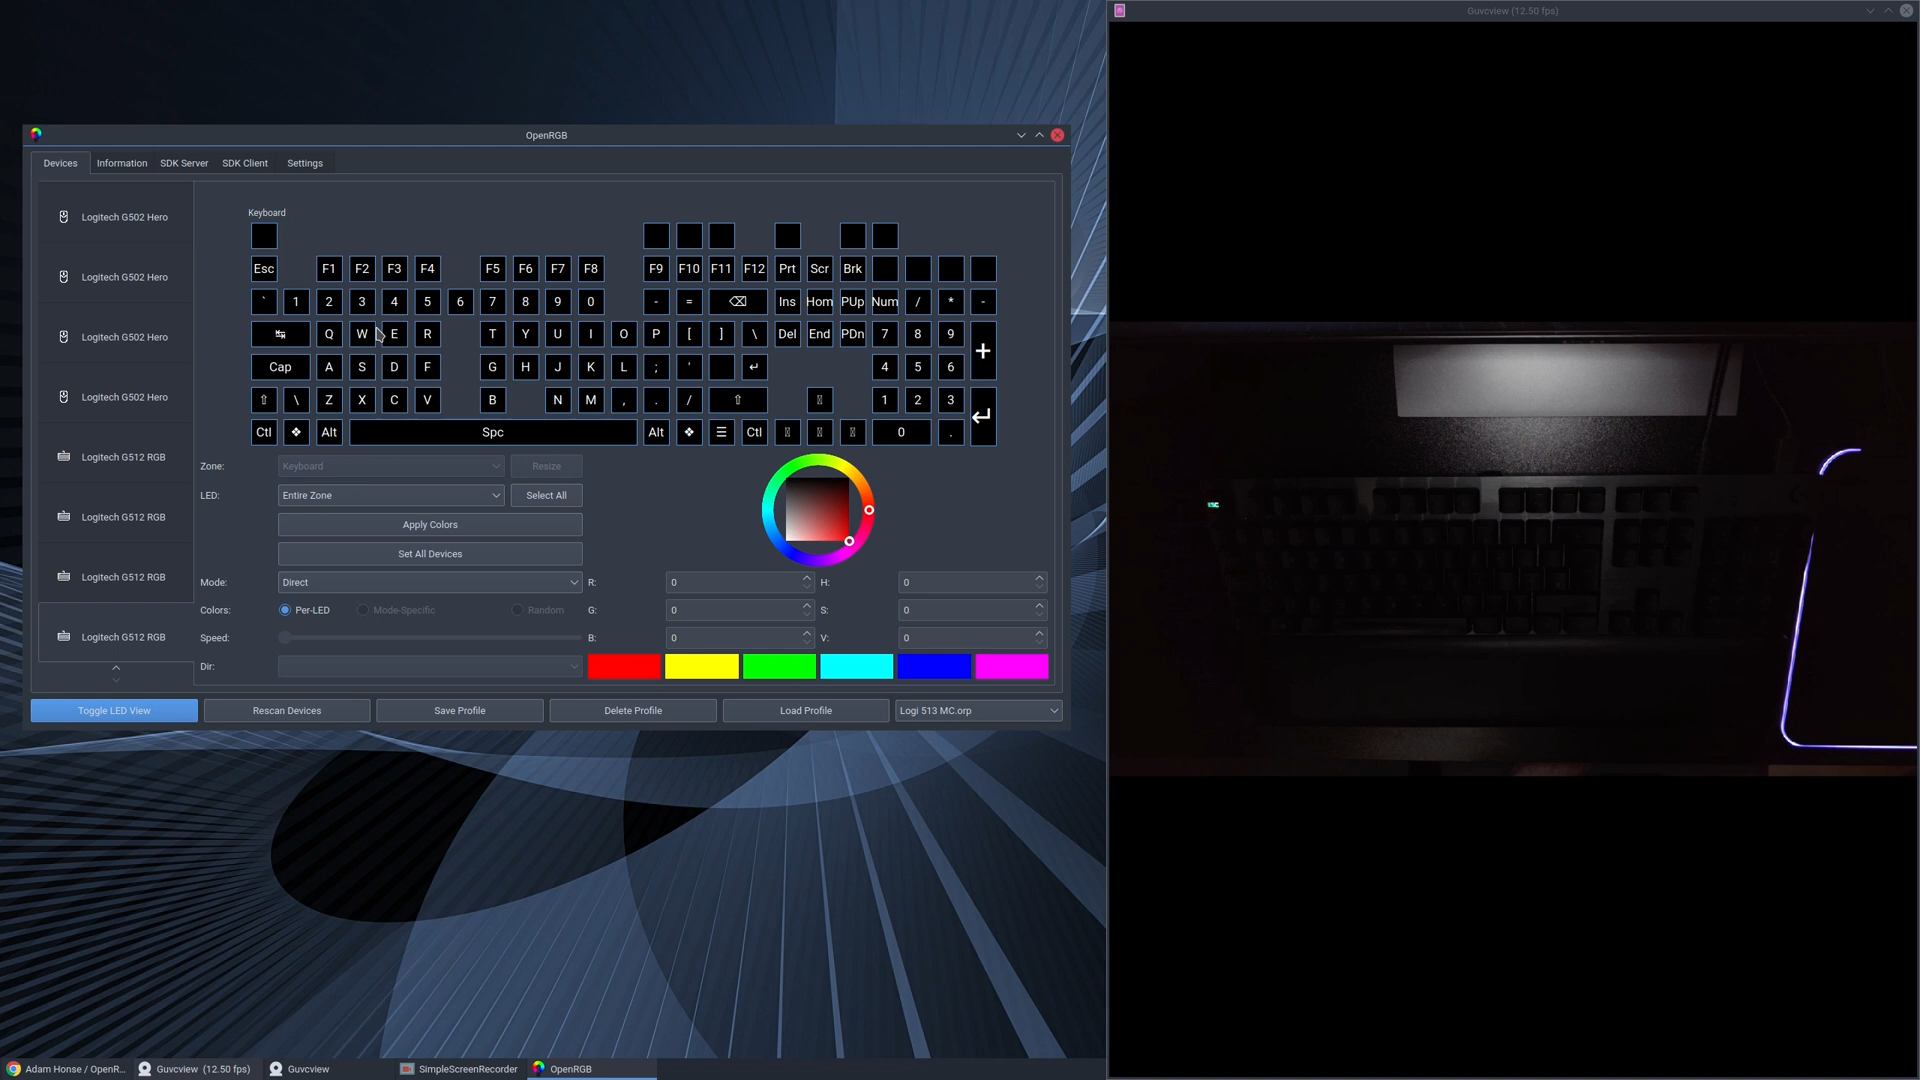 Guvcview (12.50 fps)
OpenRGB
Devices Information SDK Server SDK Client Settings
Logitech G502 Hero
Logitech G502 Hero
Logitech G502 Hero
Logitech G502 Hero
Logitech G512 RGB
Logitech G512 RGB
Logitech G512 RGB
Logitech G512 RGB
Keyboard
Esc F1 F2 F3 F4 F5 F6 F7 F8 F9 F10 F11 F12 Prt Scr Brk
` 1 2 3 4 5 6 7 8 9 0 - = ⌫ Ins Hom PUp Num / * -
↹ Q W E R T Y U I O P [ ] \ Del End PDn 7 8 9 +
Cap A S D F G H J K L ; ' ↵ 4 5 6
⇧ \ Z X C V B N M , . / ⇧ 1 2 3 ↵
Ctl ❖ Alt Spc Alt ❖ ☰ Ctl 0 .
Zone: Keyboard Resize
LED: Entire Zone Select All
Apply Colors
Set All Devices
Mode: Direct R: 0 H: 0
Colors: Per-LED Mode-Specific Random G: 0 S: 0
Speed: B: 0 V: 0
Dir:
Toggle LED View Rescan Devices Save Profile Delete Profile Load Profile Logi 513 MC.orp
ESC
Adam Honse / OpenR... Guvcview (12.50 fps) Guvcview SimpleScreenRecorder OpenRGB